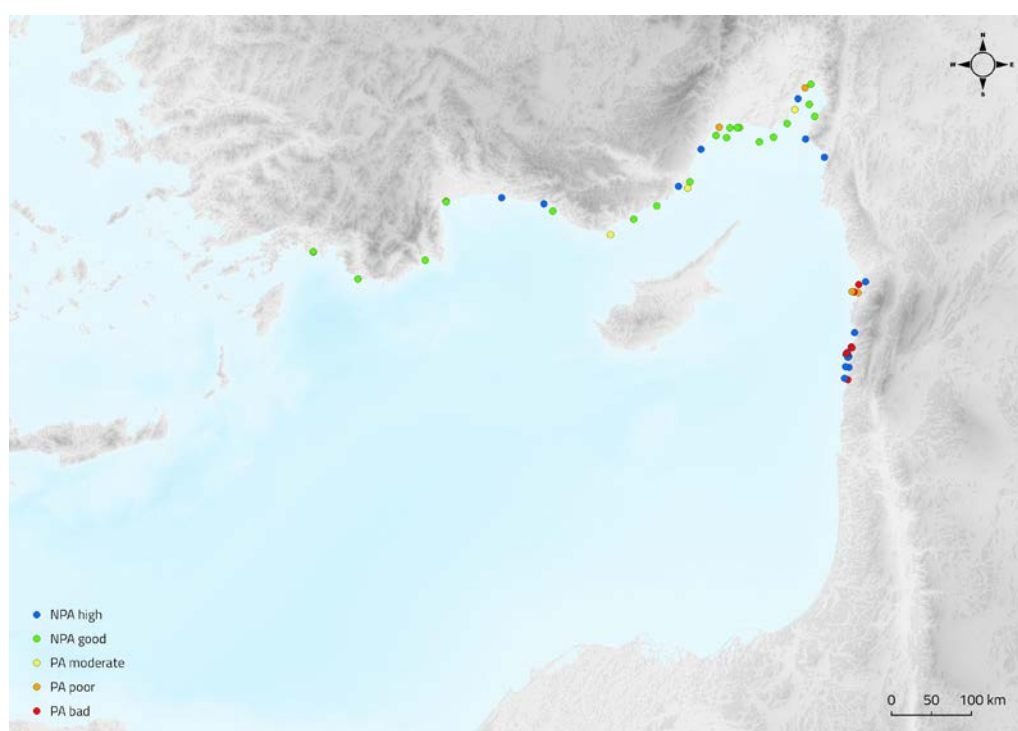 N
W E
S
NPA high
NPA good
PA moderate
PA poor
PA bad
0 50 100 km